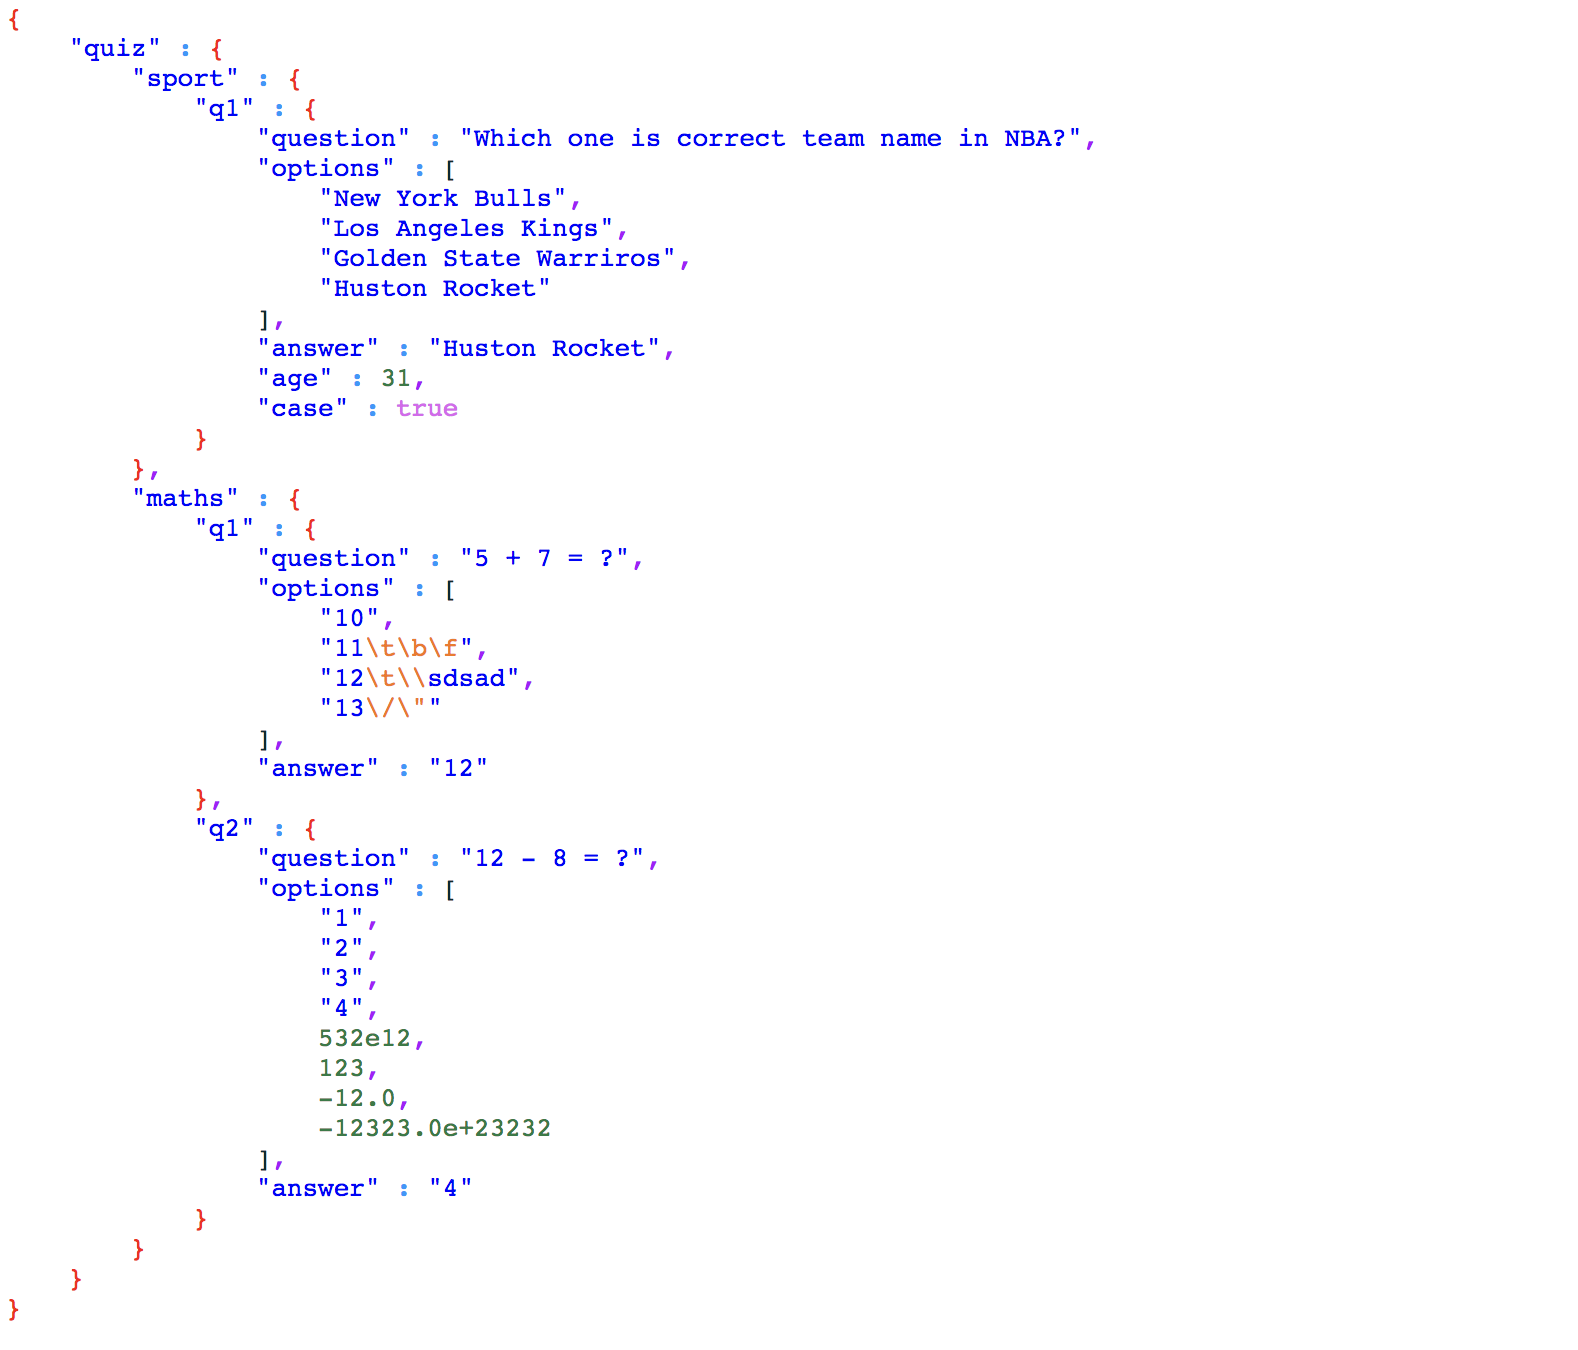 {
    "quiz" : {
        "sport" : {
            "q1" : {
                "question" : "Which one is correct team name in NBA?",
                "options" : [
                    "New York Bulls",
                    "Los Angeles Kings",
                    "Golden State Warriros",
                    "Huston Rocket"
                ],
                "answer" : "Huston Rocket",
                "age" : 31,
                "case" : true
            }
        },
        "maths" : {
            "q1" : {
                "question" : "5 + 7 = ?",
                "options" : [
                    "10",
                    "11\t\b\f",
                    "12\t\\sdsad",
                    "13\/\""
                ],
                "answer" : "12"
            },
            "q2" : {
                "question" : "12 - 8 = ?",
                "options" : [
                    "1",
                    "2",
                    "3",
                    "4",
                    532e12,
                    123,
                    -12.0,
                    -12323.0e+23232
                ],
                "answer" : "4"
            }
        }
    }
}